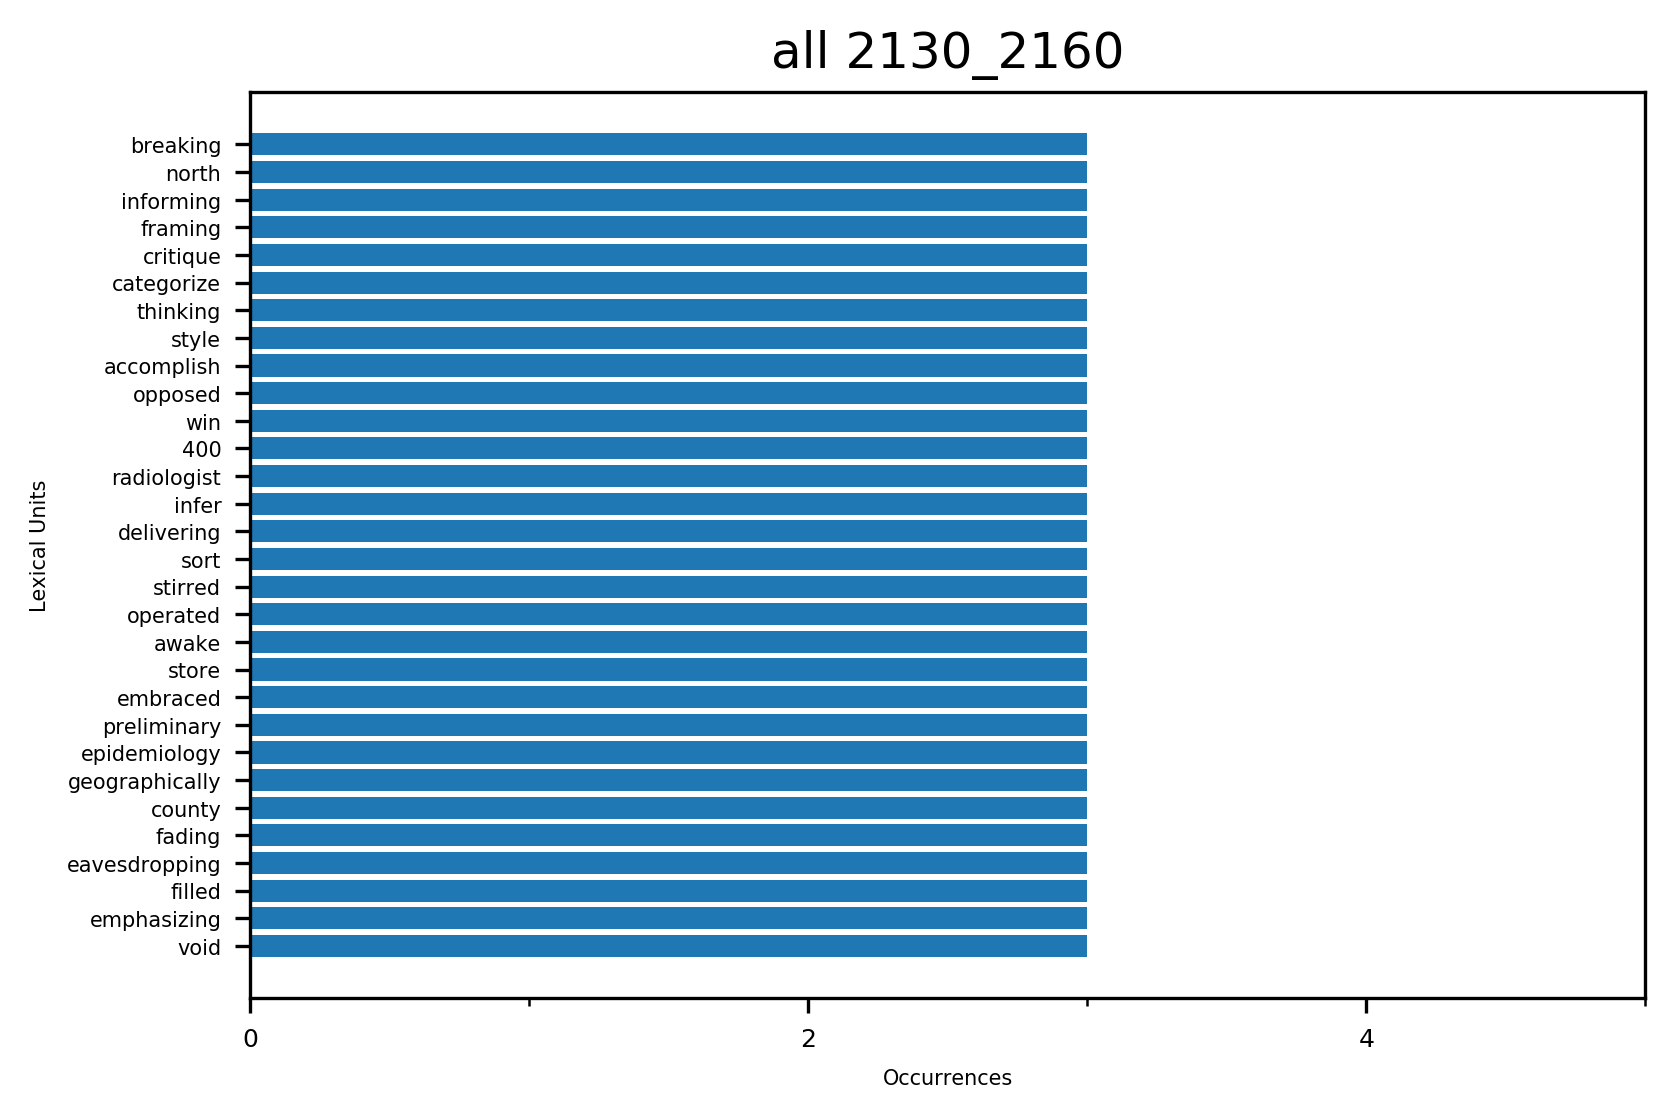 all 2130_2160
breaking
north
informing
framing
critique
categorize
thinking
style
accomplish
opposed
win
400
radiologist
infer
delivering
sort
stirred
operated
awake
store
embraced
preliminary
epidemiology
geographically
county
fading
eavesdropping
filled
emphasizing
void
Lexical Units
0 2 4
Occurrences